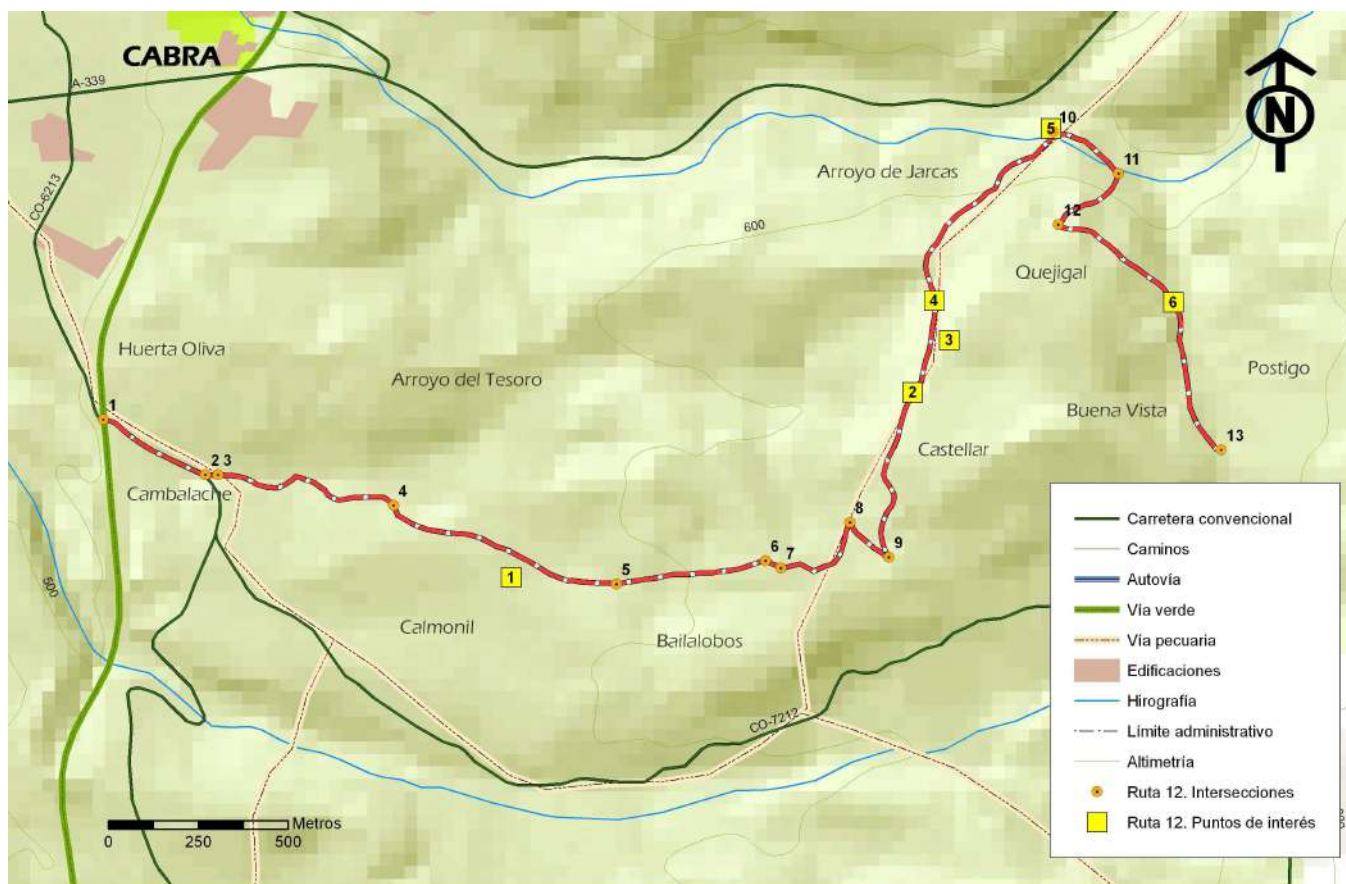 CABRA
A-339
N
10
5
11
CO-6213
Arroyo de Jarcas
12
600
Quejigal
4
6
3
Huerta Oliva
Postigo
Arroyo del Tesoro
2
Buena Vista
1
13
Castellar
2 3
Cambalache
4
8
6
7
9
500
1
5
Calmonil
Bailalobos
CO-7212
Carretera convencional
Caminos
Autovía
Vía verde
Vía pecuaria
Edificaciones
Hirografía
Límite administrativo
Altimetría
Ruta 12. Intersecciones
Ruta 12. Puntos de interés
Metros
0 250 500